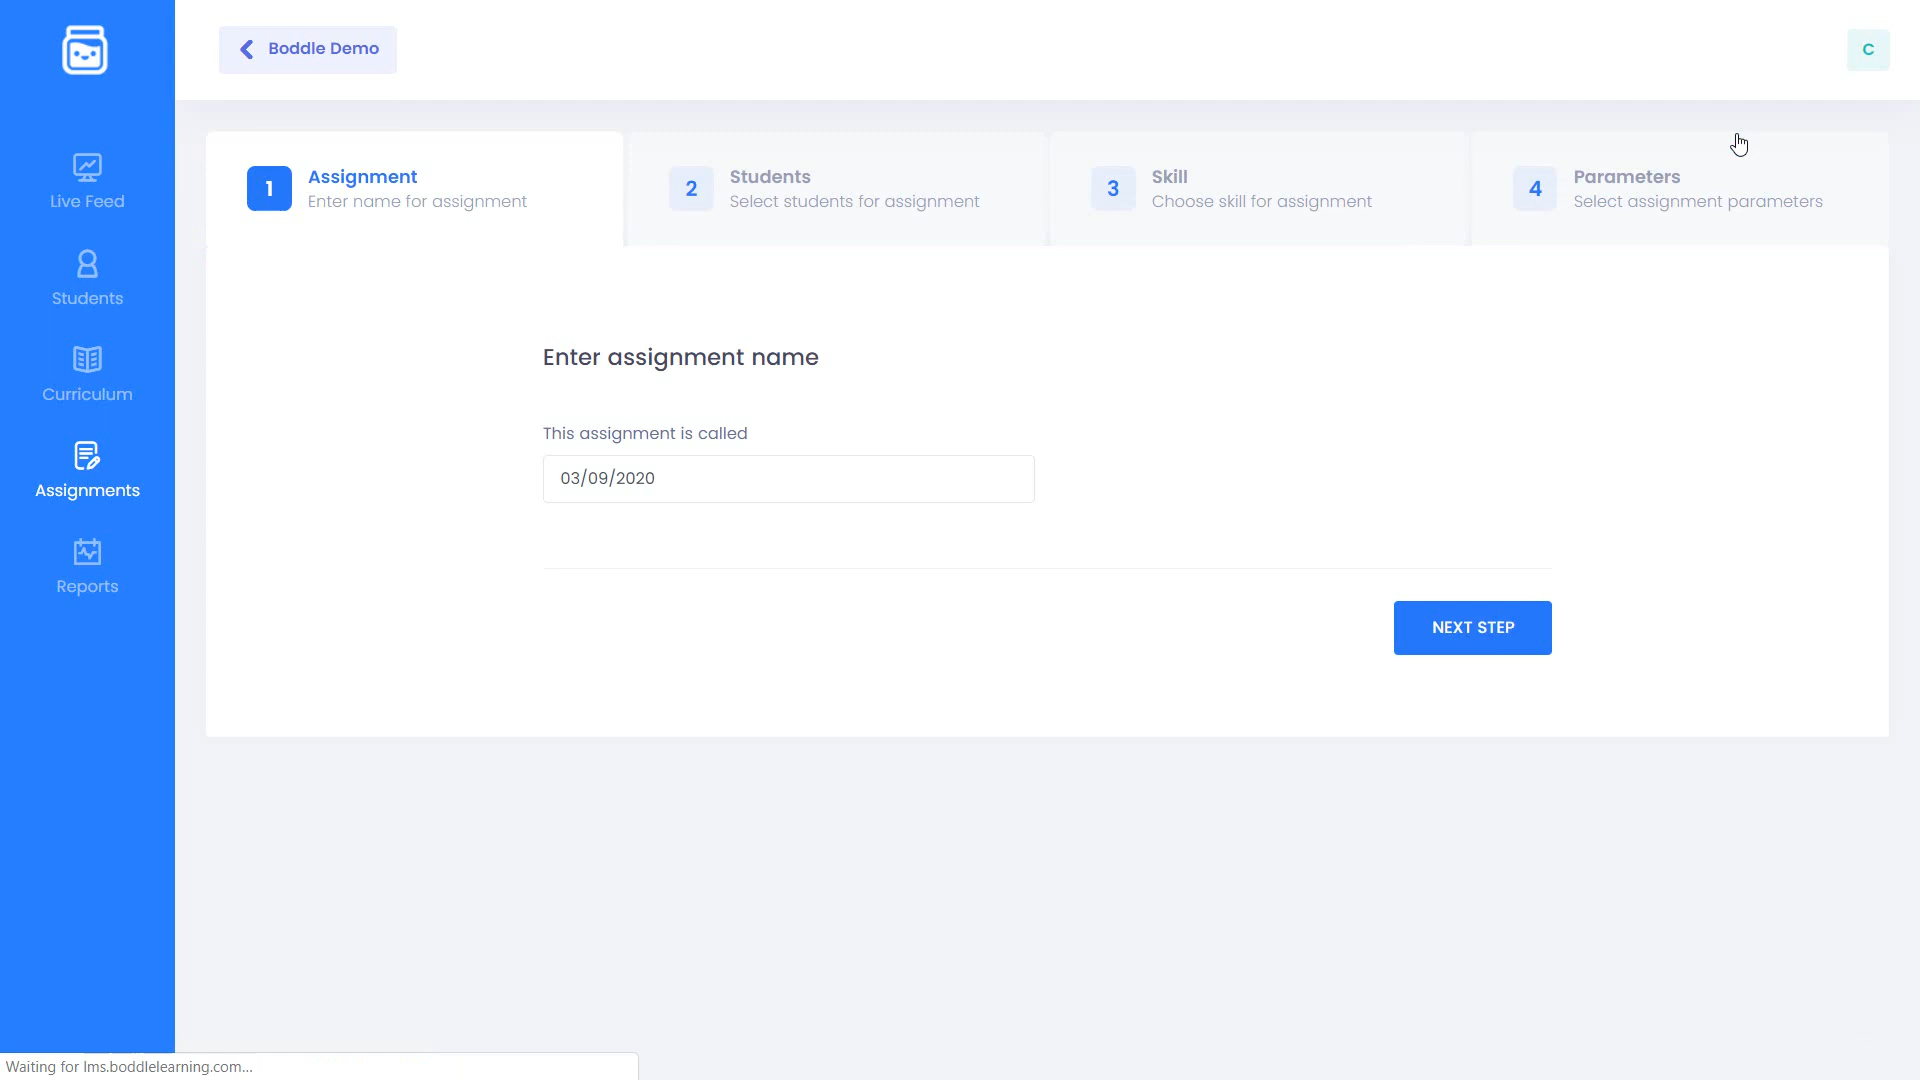 Boddle Demo
C
Live Feed
Students
Curriculum
Assignments
Reports
1
Assignment
Enter name for assignment
2
Students
Select students for assignment
3
Skill
Choose skill for assignment
4
Parameters
Select assignment parameters
Enter assignment name
This assignment is called
03/09/2020
NEXT STEP
Waiting for lms.boddlelearning.com...